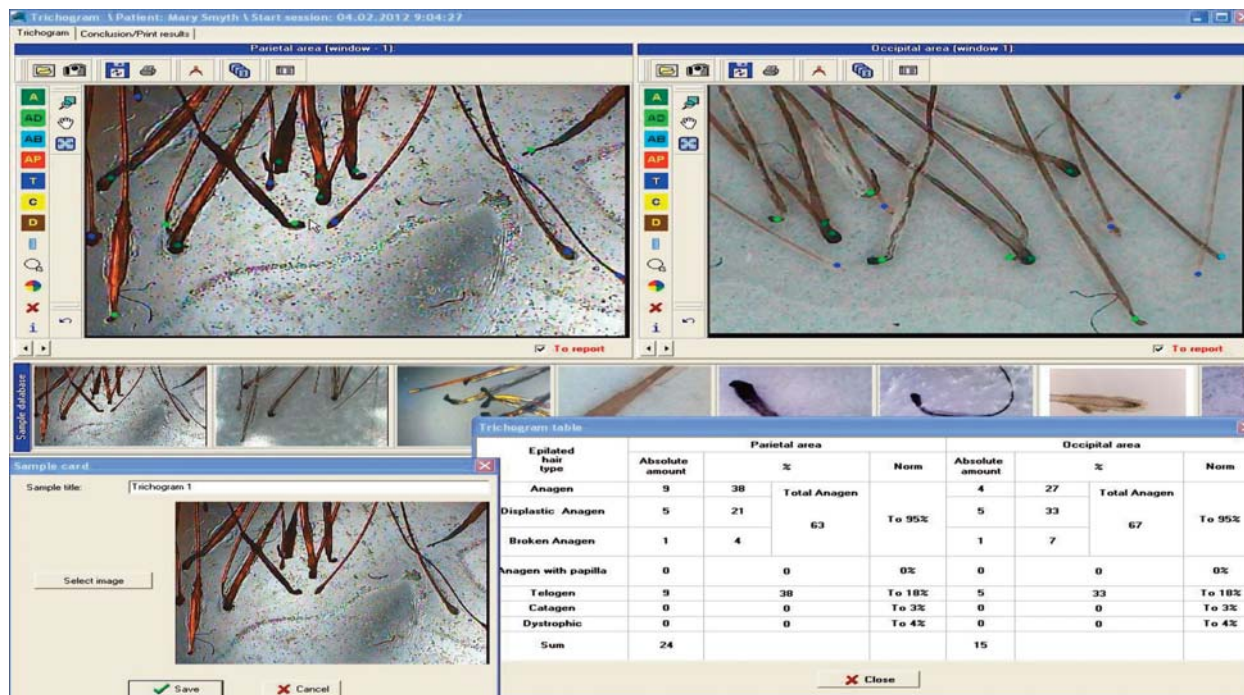 Trichogram \ Patient: Mary Smyth \ Start session: 04.02.2012 9:04:27
Trichogram Conclusion/Print results
Parietal area (window - 1)
Occipital area (window 1)
A
AD
AB
AP
T
C
D
i
A
AD
AB
AP
T
C
D
i
To report
To report
Sample database
Sample card
Sample title: Trichogram 1
Select image
Save Cancel
Trichogram table
Epilated hair type Parietal area Occipital area
Absolute amount % Norm Absolute amount % Norm
Anagen 9 38 Total Anagen 63 To 95% 4 27 Total Anagen 67 To 95%
Displastic Anagen 5 21 5 33
Broken Anagen 1 4 1 7
Anagen with papilla 0 0 0% 0 0 0%
Telogen 9 38 To 18% 5 33 To 18%
Catagen 0 0 To 3% 0 0 To 3%
Dystrophic 0 0 To 4% 0 0 To 4%
Sum 24 15
Close